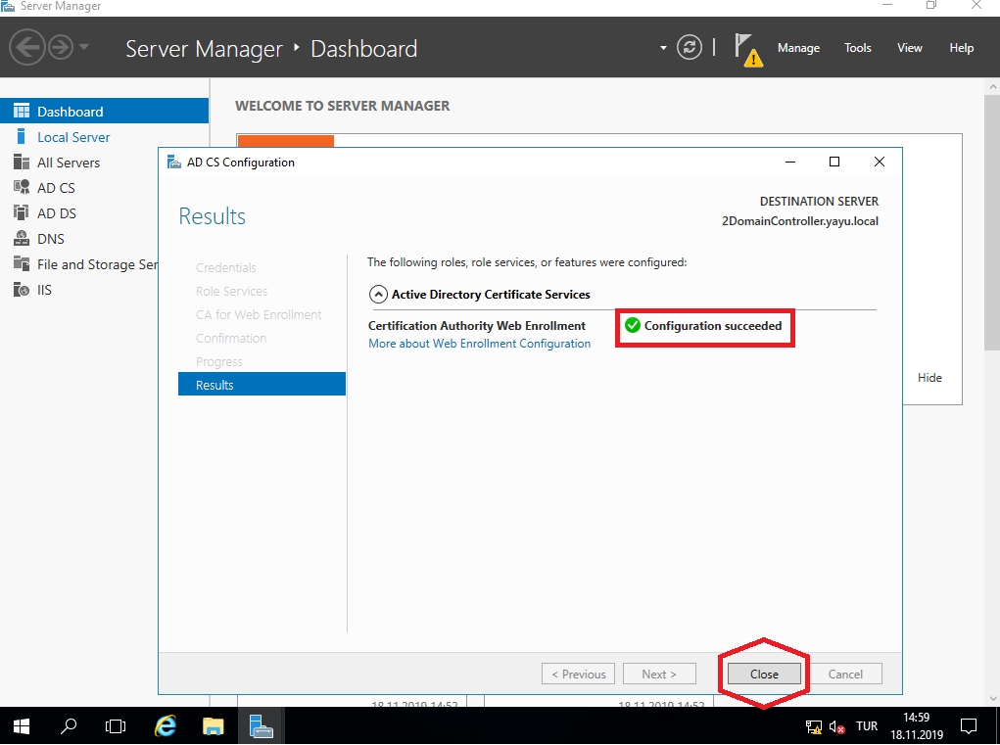 Server Manager
Server Manager ‣ Dashboard
Manage
Tools
View
Help
Dashboard
Local Server
All Servers
AD CS
AD DS
DNS
File and Storage Ser
IIS
WELCOME TO SERVER MANAGER
Hide
AD CS Configuration
Results
DESTINATION SERVER
2DomainController.yayu.local
Credentials
Role Services
CA for Web Enrollment
Confirmation
Progress
Results
The following roles, role services, or features were configured:
Active Directory Certificate Services
Certification Authority Web Enrollment
Configuration succeeded
More about Web Enrollment Configuration
< Previous
Next >
Close
Cancel
18.11.2019 14:52
18.11.2019 14:52
TUR
14:59
18.11.2019